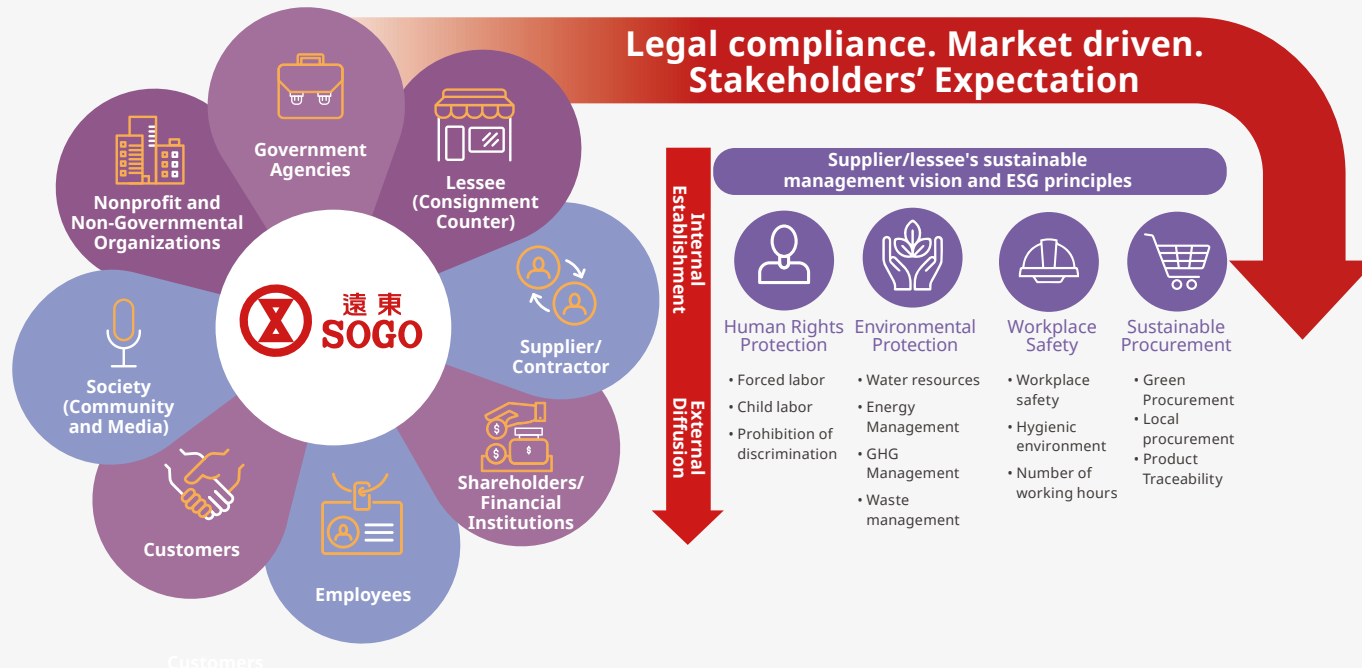 Legal compliance. Market driven.
Stakeholders’ Expectation
Government
Agencies
Lessee
(Consignment
Counter)
Nonprofit and
Non-Governmental
Organizations
遠東
SOGO
Supplier/
Contractor
Society
(Community
and Media)
Shareholders/
Financial
Institutions
Customers
Employees
Customers
Internal
Establishment
External
Diffusion
Supplier/lessee's sustainable
management vision and ESG principles
Human Rights
Protection
• Forced labor
• Child labor
• Prohibition of
discrimination
Environmental
Protection
• Water resources
• Energy
Management
• GHG
Management
• Waste
management
Workplace
Safety
• Workplace
safety
• Hygienic
environment
• Number of
working hours
Sustainable
Procurement
• Green
Procurement
• Local
procurement
• Product
Traceability